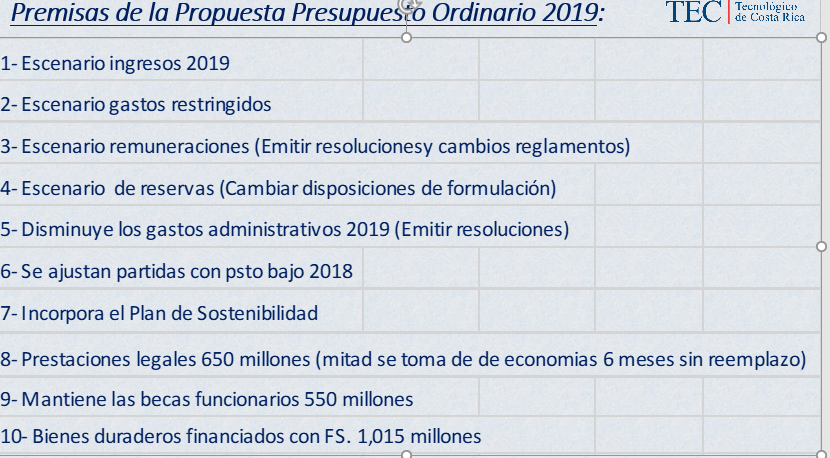 Premisas de la Propuesta Presupuesto Ordinario 2019:
TEC | Tecnológico
de Costa Rica
1- Escenario ingresos 2019
2- Escenario gastos restringidos
3- Escenario remuneraciones (Emitir resolucionesy cambios reglamentos)
4- Escenario  de reservas (Cambiar disposiciones de formulación)
5- Disminuye los gastos administrativos 2019 (Emitir resoluciones)
6- Se ajustan partidas con psto bajo 2018
7- Incorpora el Plan de Sostenibilidad
8- Prestaciones legales 650 millones (mitad se toma de de economias 6 meses sin reemplazo)
9- Mantiene las becas funcionarios 550 millones
10- Bienes duraderos financiados con FS. 1,015 millones